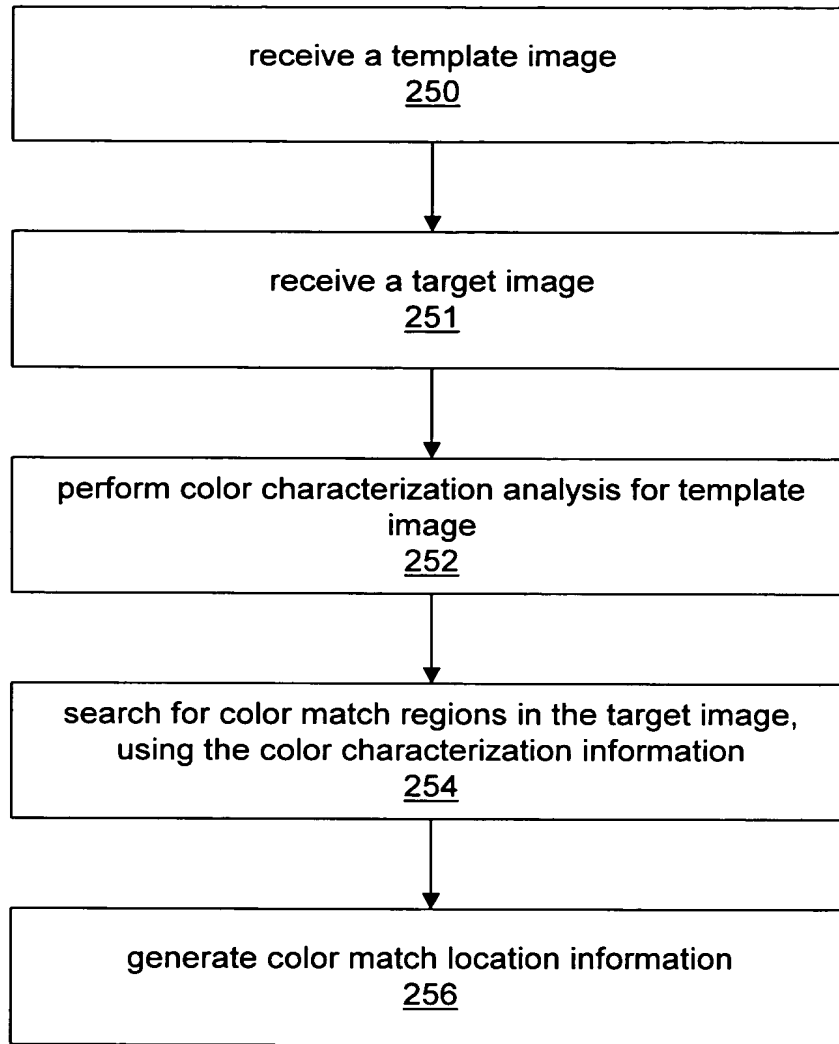 receive a template image
250
receive a target image
251
perform color characterization analysis for template
image
252
search for color match regions in the target image,
using the color characterization information
254
generate color match location information
256